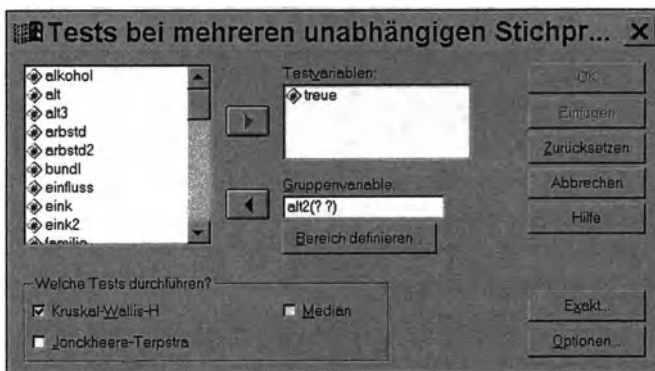 Tests bei mehreren unabhängigen Stichpr...
alkohol
alt
alt3
arbstd
arbstd2
bundl
einfluss
eink
eink2
familie
Testvariablen:
treue
Gruppenvariable:
alt2(? ?)
Bereich definieren...
OK
Einfügen
Zurücksetzen
Abbrechen
Hilfe
Welche Tests durchführen?
Kruskal-Wallis-H
Median
Jonckheere-Terpstra
Exakt...
Optionen...